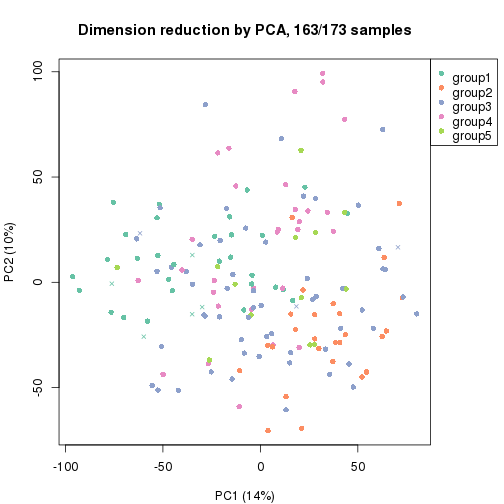 Dimension reduction by PCA, 163/173 samples
group1
group2
group3
group4
group5
100
50
0
-50
PC2 (10%)
-100
-50
0
50
PC1 (14%)